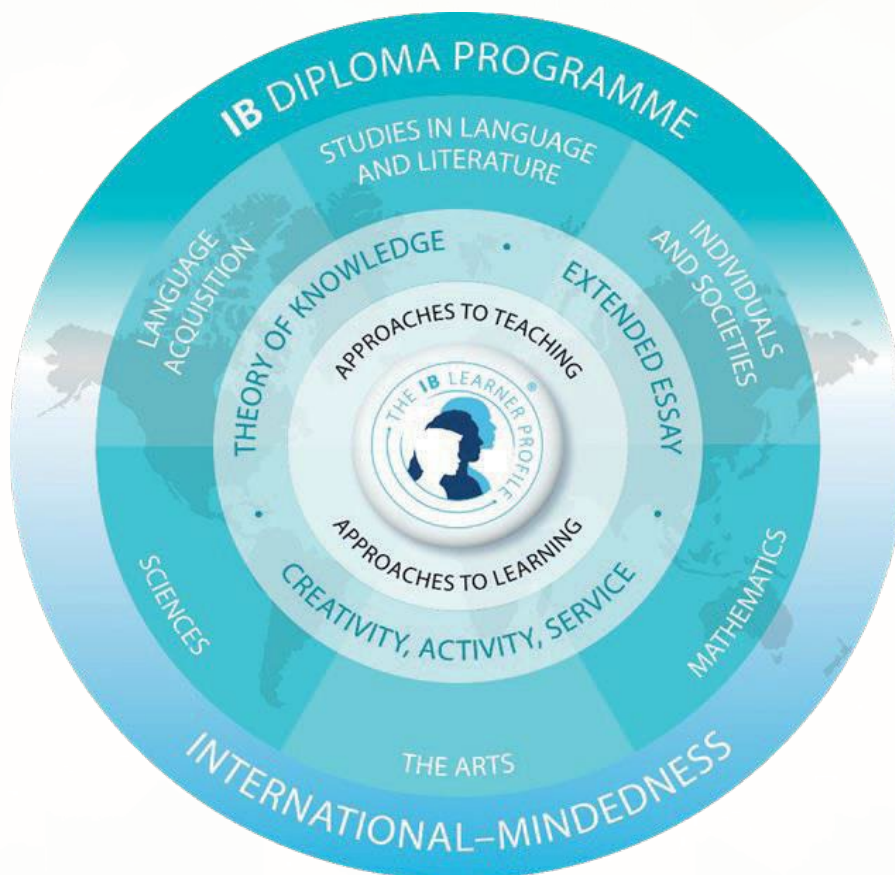 IB DIPLOMA PROGRAMME
STUDIES IN LANGUAGE
AND LITERATURE
LANGUAGE
ACQUISITION
INDIVIDUALS
AND SOCIETIES
THEORY OF KNOWLEDGE
•
EXTENDED ESSAY
APPROACHES TO TEACHING
THE IB LEARNER PROFILE
®
APPROACHES TO LEARNING
•
•
CREATIVITY, ACTIVITY, SERVICE
SCIENCES
MATHEMATICS
THE ARTS
INTERNATIONAL–MINDEDNESS